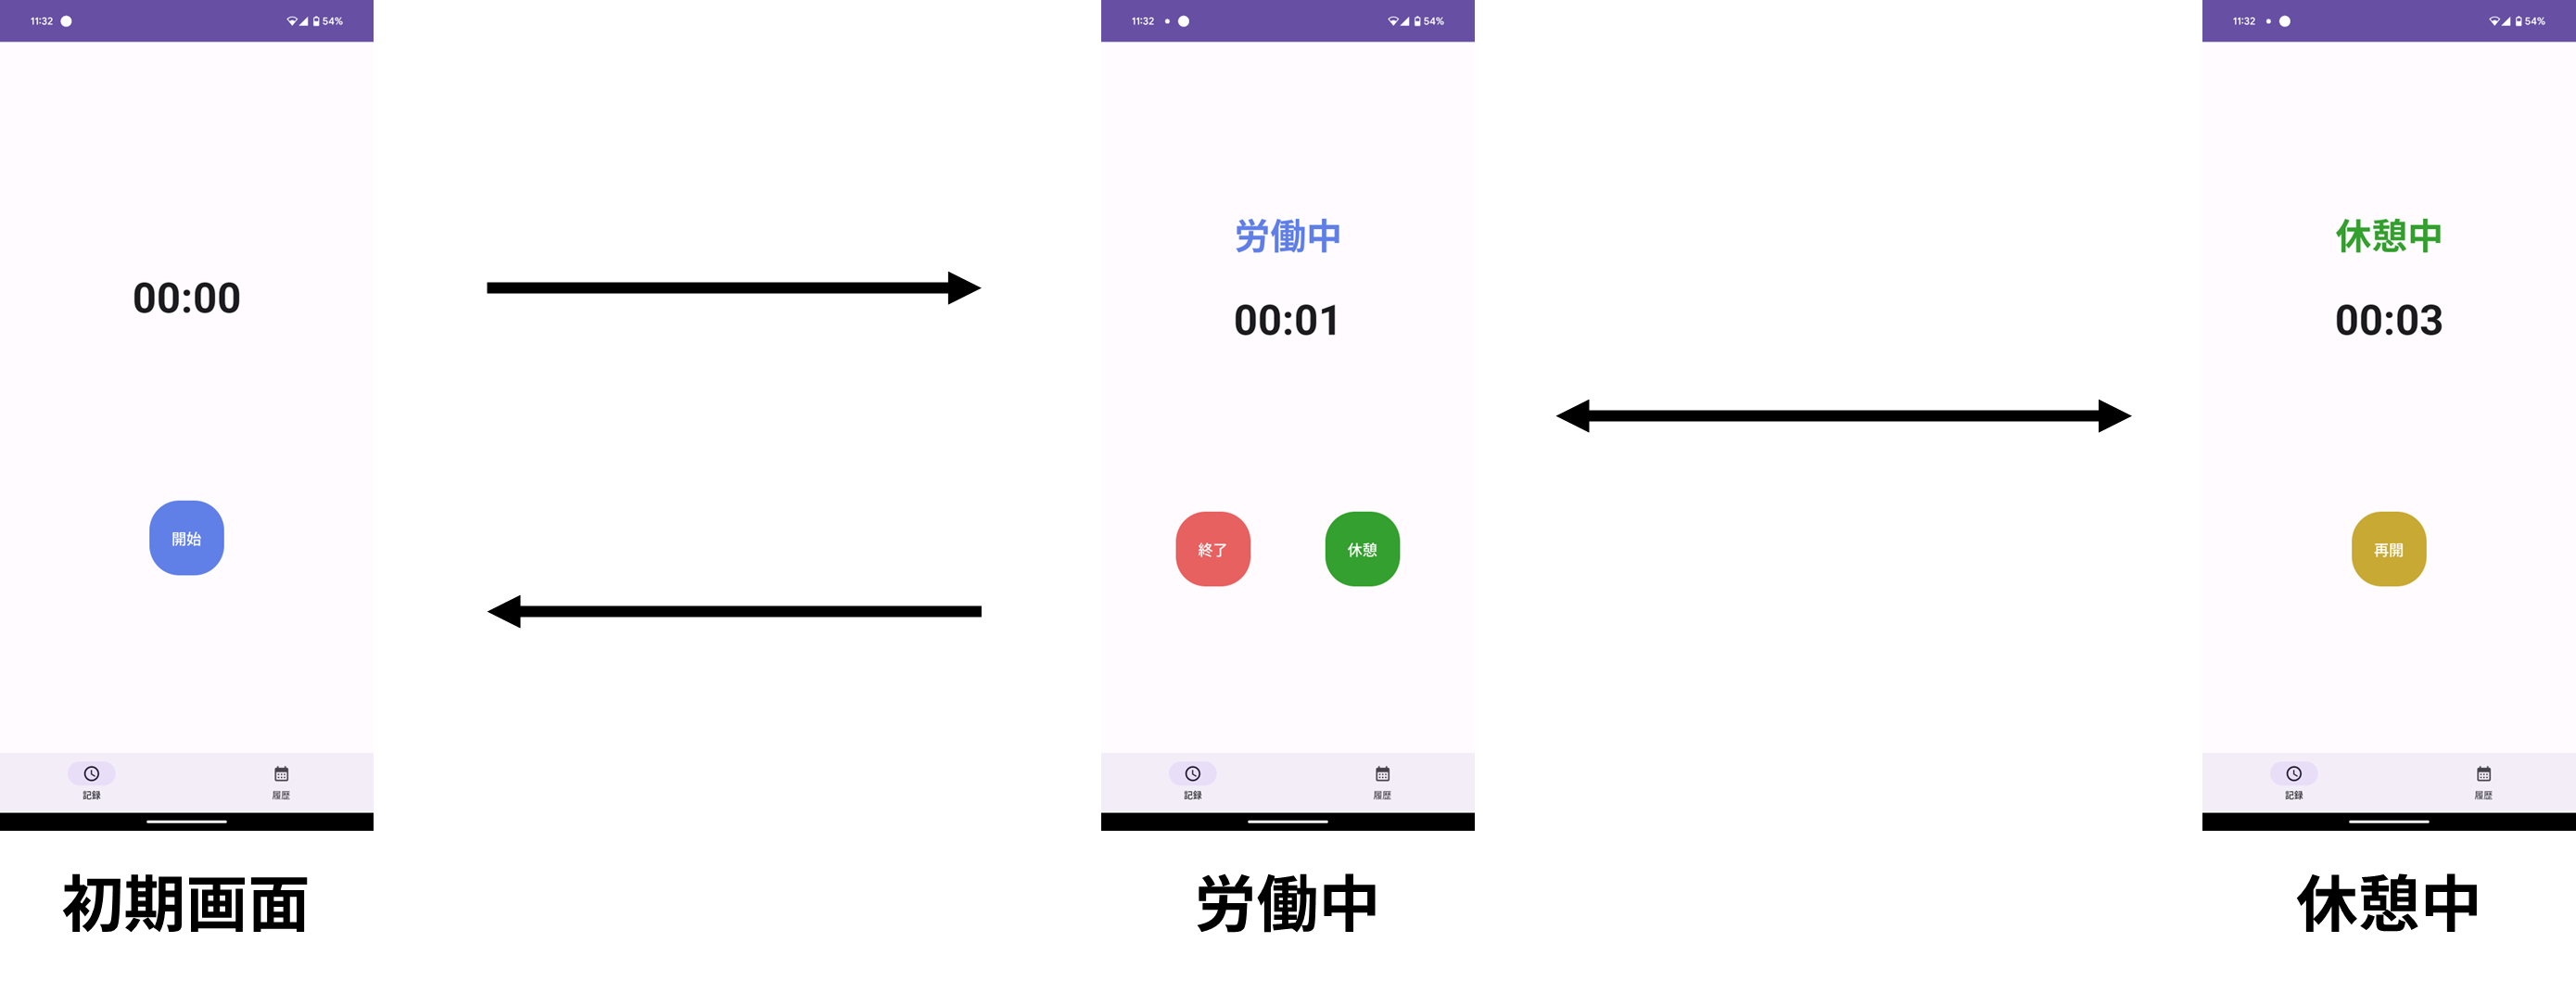 11:32
54%
00:00
開始
記録
履歴
初期画面
11:32
54%
労働中
00:01
終了
休憩
記録
履歴
労働中
11:32
54%
休憩中
00:03
再開
記録
履歴
休憩中